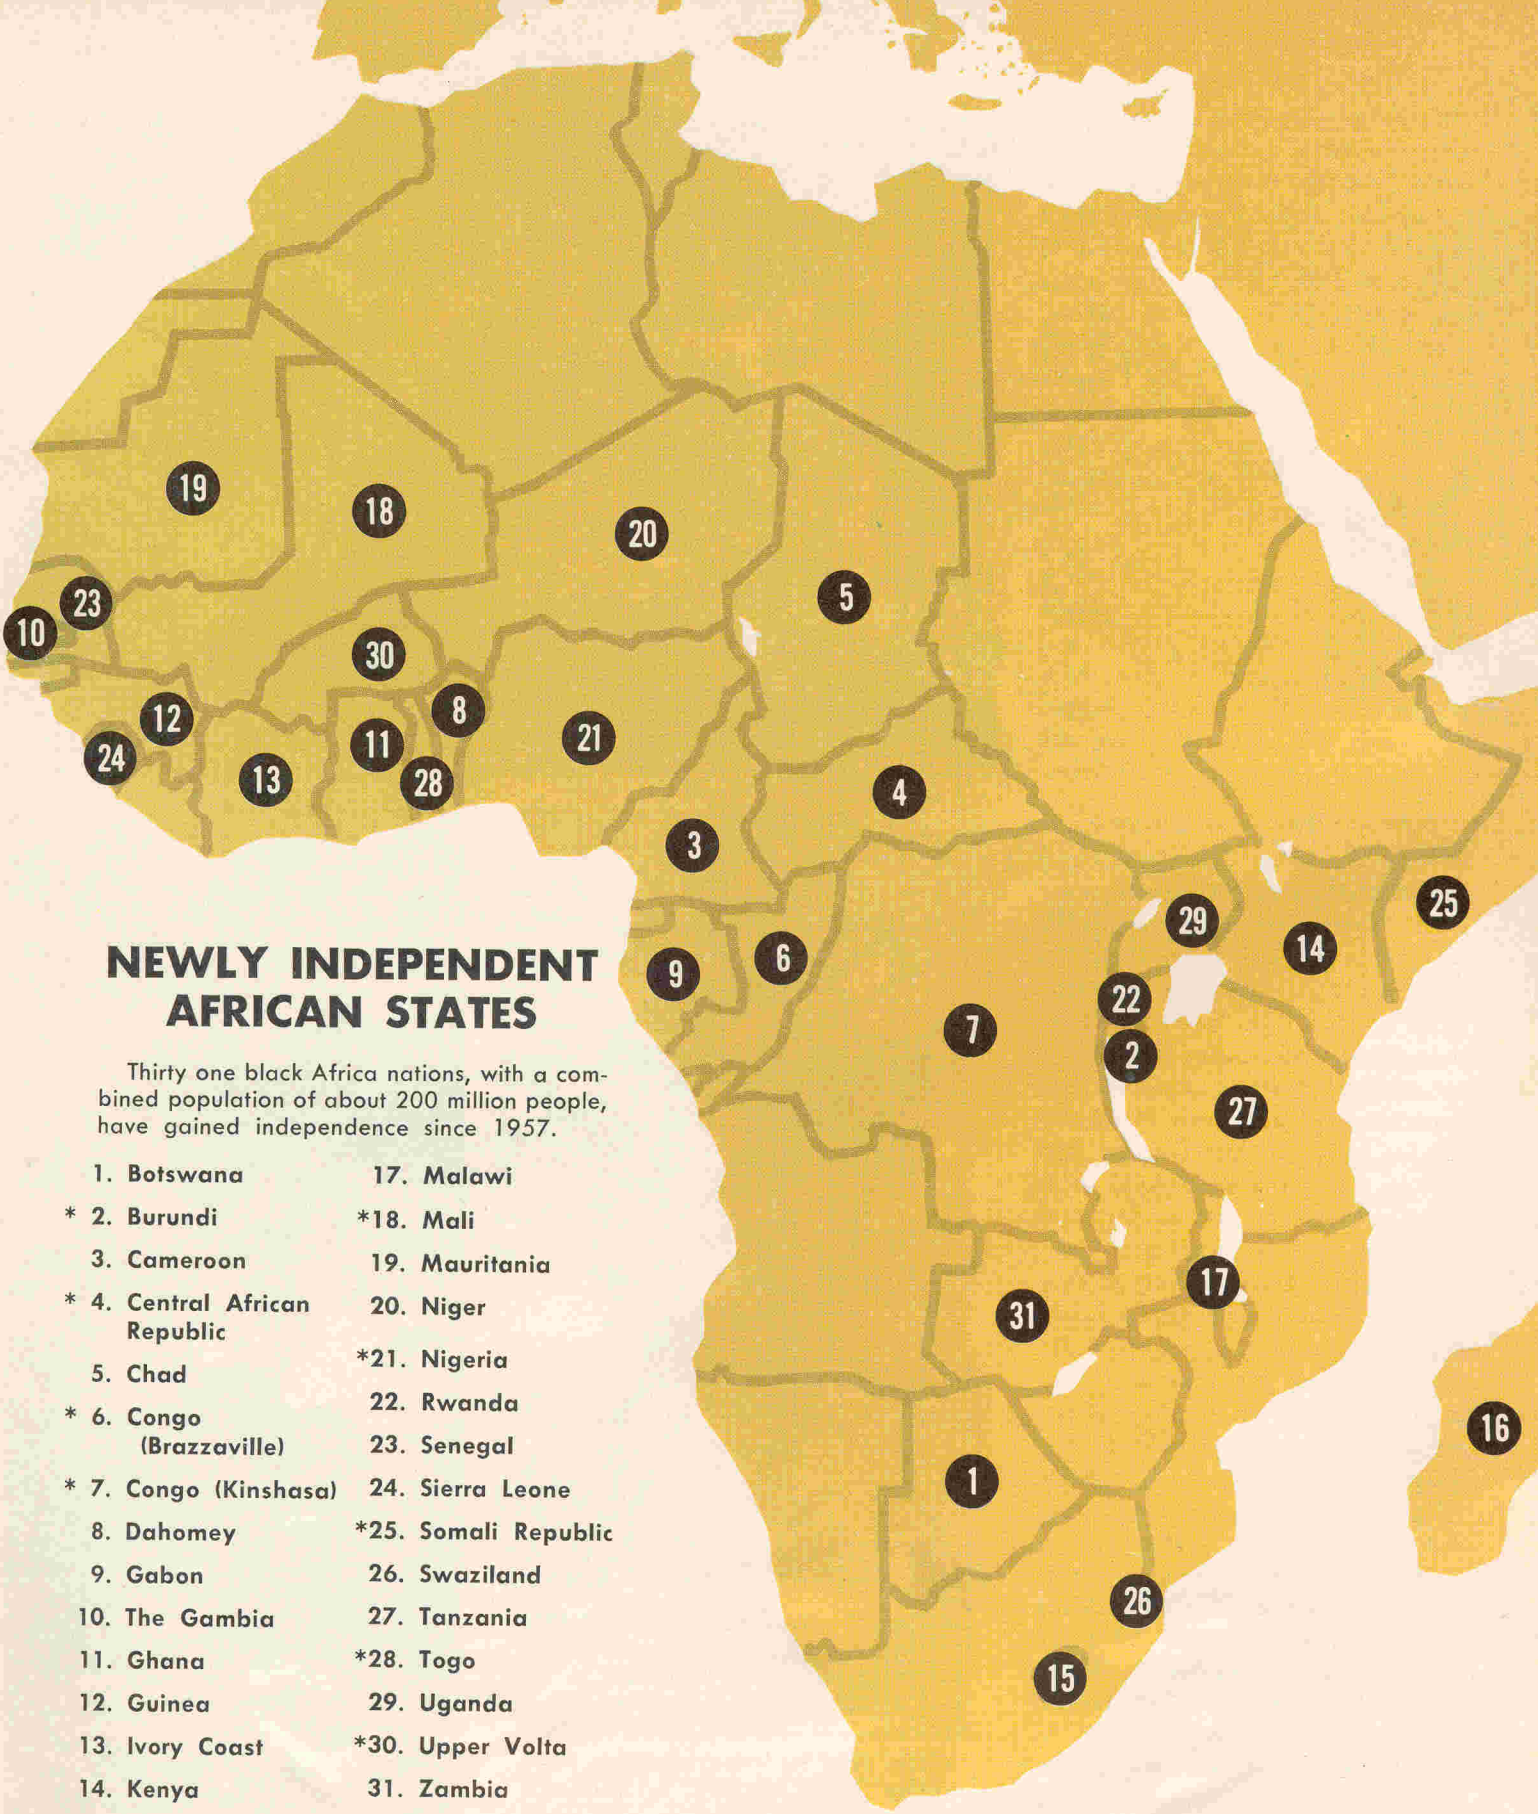 NEWLY INDEPENDENT
AFRICAN STATES
Thirty one black Africa nations, with a com-
bined population of about 200 million people,
have gained independence since 1957.
1. Botswana
* 2. Burundi
3. Cameroon
* 4. Central African
Republic
5. Chad
* 6. Congo
(Brazzaville)
* 7. Congo (Kinshasa)
8. Dahomey
9. Gabon
10. The Gambia
11. Ghana
12. Guinea
13. Ivory Coast
14. Kenya
17. Malawi
*18. Mali
19. Mauritania
20. Niger
*21. Nigeria
22. Rwanda
23. Senegal
24. Sierra Leone
*25. Somali Republic
26. Swaziland
27. Tanzania
*28. Togo
29. Uganda
*30. Upper Volta
31. Zambia
19
18
20
5
23
10
30
8
12
11
21
24
13
28
4
3
25
29
14
6
9
22
7
2
27
17
31
16
1
26
15